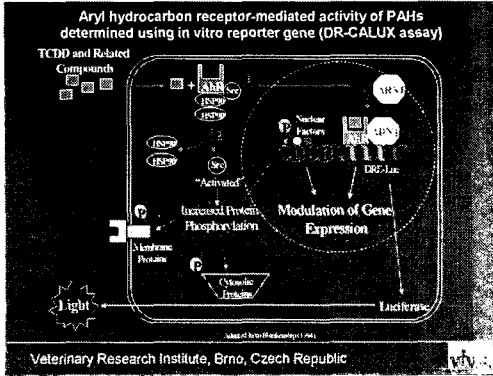 Aryl hydrocarbon receptor-mediated activity of PAHs
determined using in vitro reporter gene (DR-CALUX assay)
TCDD and Related
Compounds
+
AhR
Src
HSP90
HSP90
ARNT
P
Nuclear
Factors
HSP90
HSP90
Src
ARNT
DRE-Luc
"Activated"
P
Increased Protein
Phosphorylation
Modulation of Gene
Expression
Membrane
Proteins
P
Cytosolic
Proteins
Light
Luciferase
Veterinary Research Institute, Brno, Czech Republic